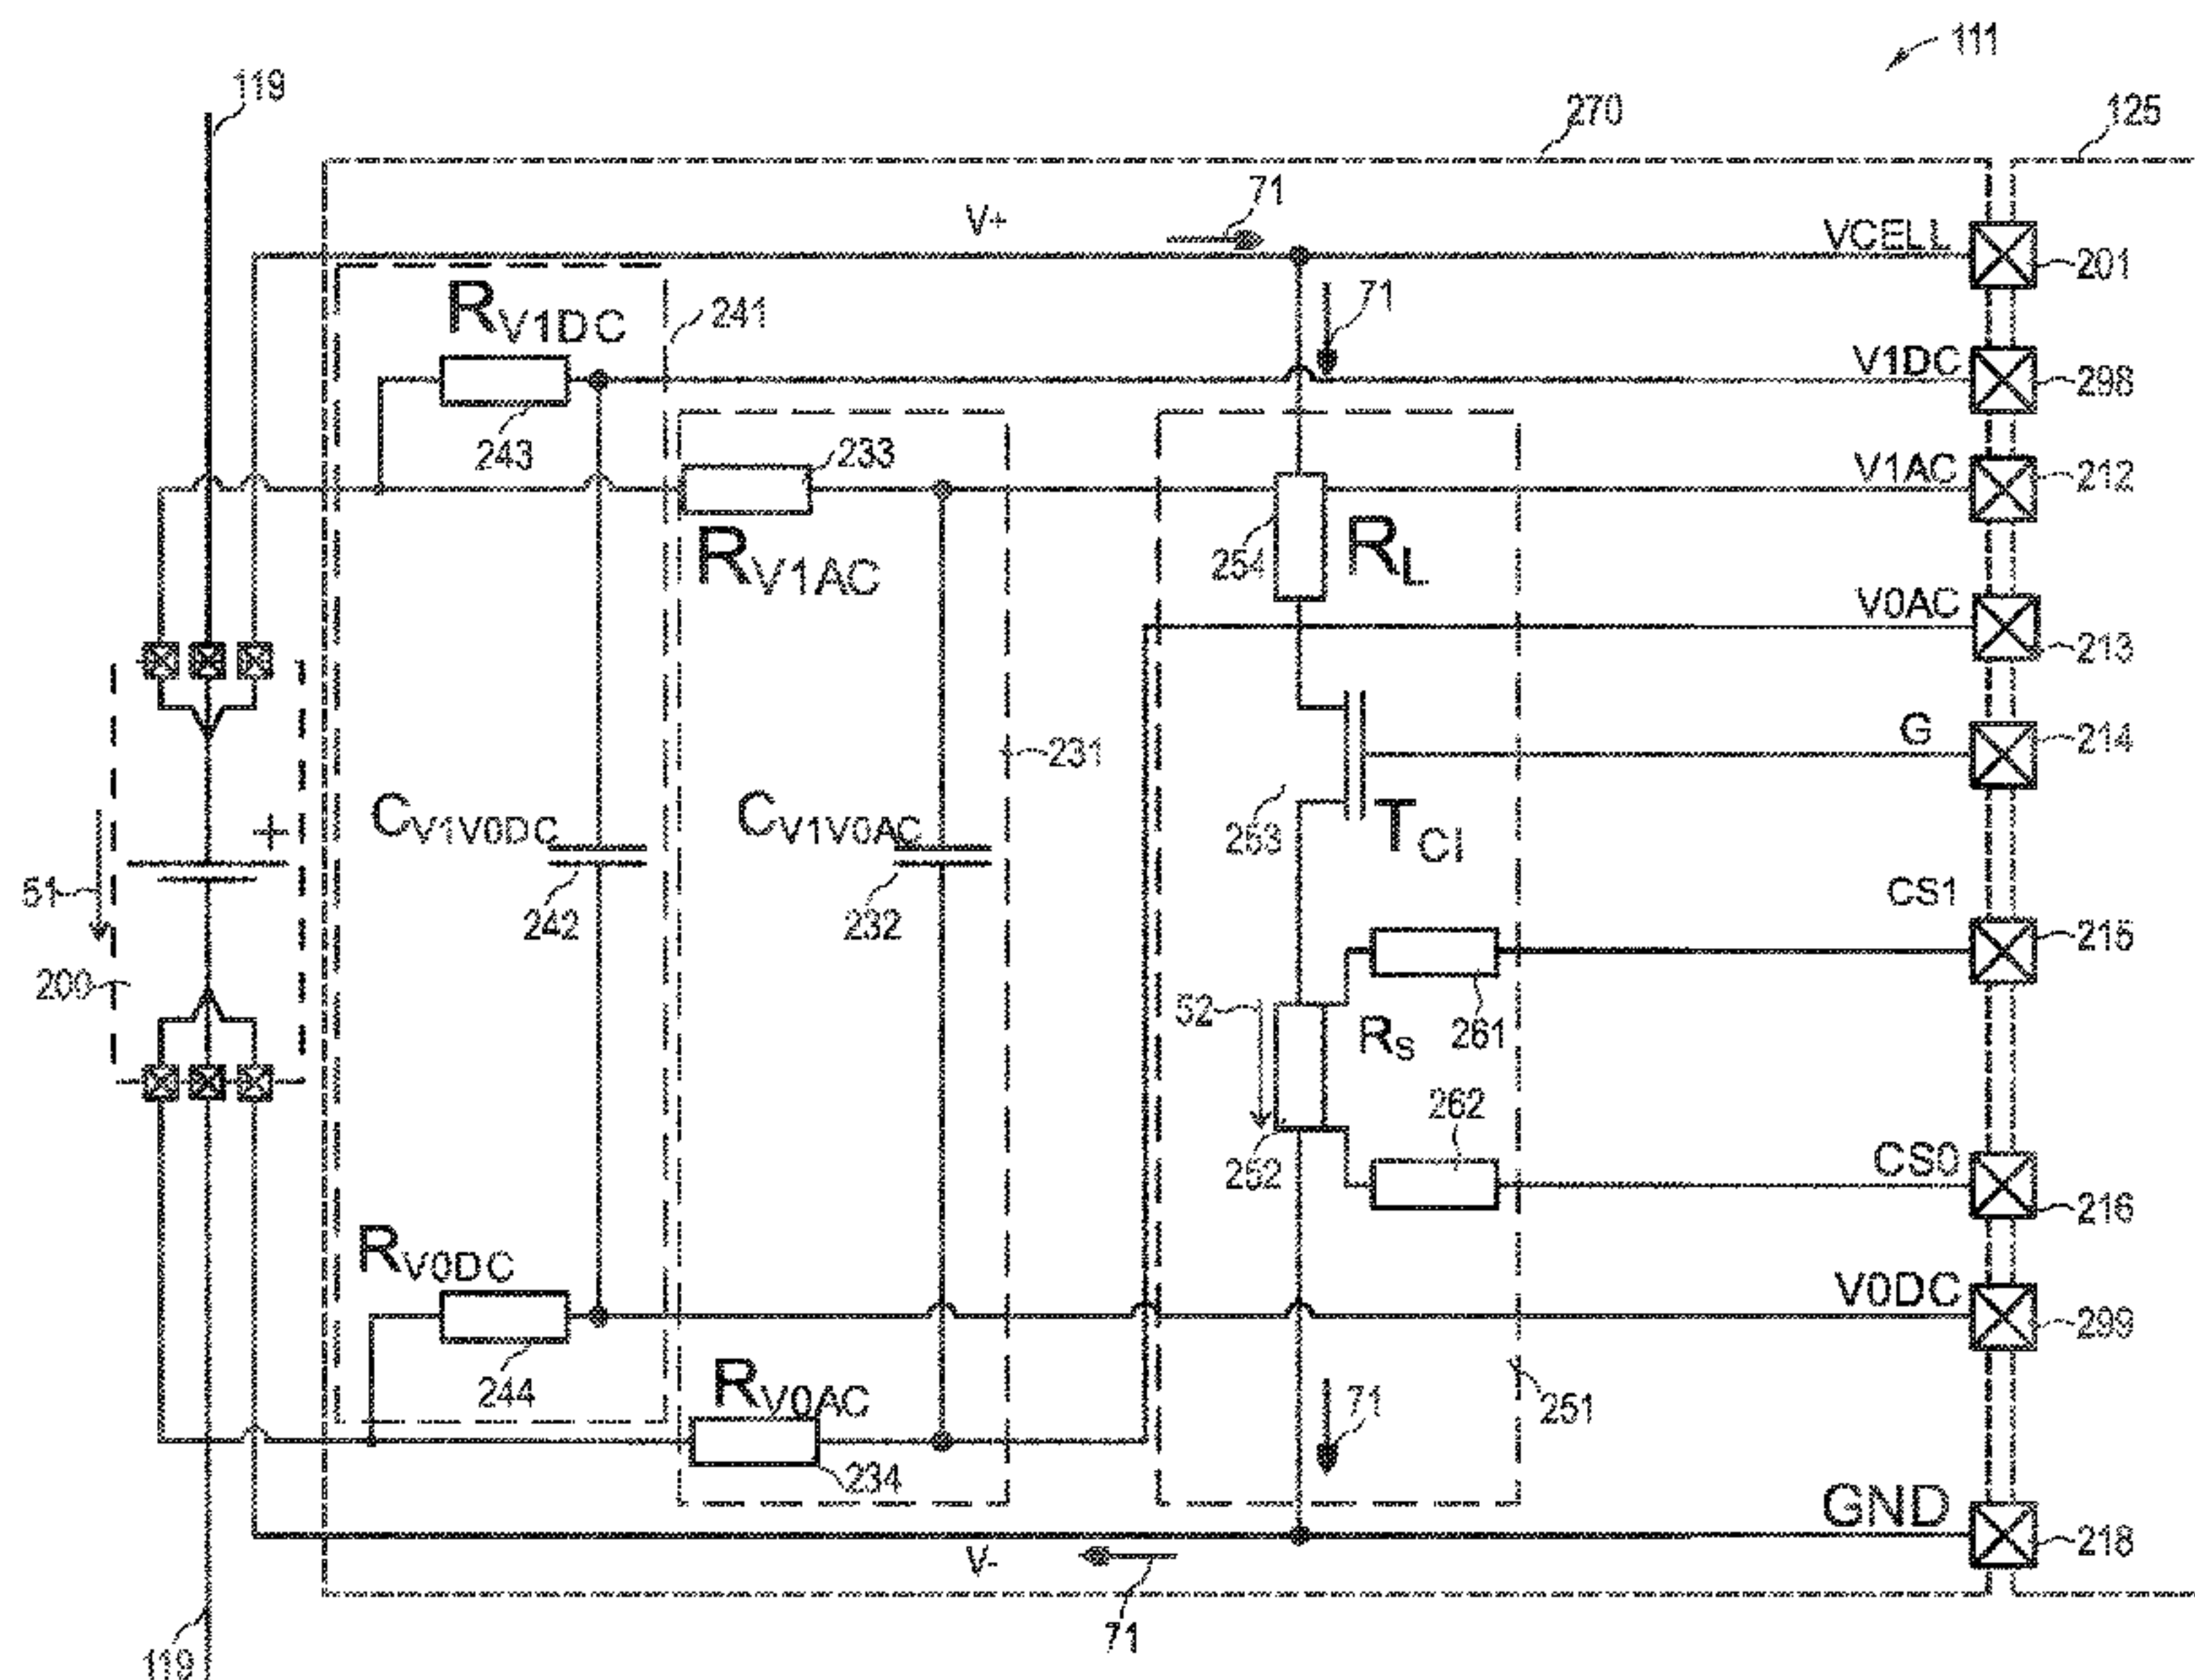 111
119
270
125
71
V+
VCELL
201
RV1DC
241
71
V1DC
298
243
233
V1AC
212
RV1AC
254
RL
V0AC
213
G
214
231
+
CV1V0DC
CV1V0AC
253
TCI
51
242
232
CS1
215
200
52
RS
261
262
252
CS0
216
RV0DC
V0DC
299
244
RV0AC
71
251
234
GND
218
V-
71
119